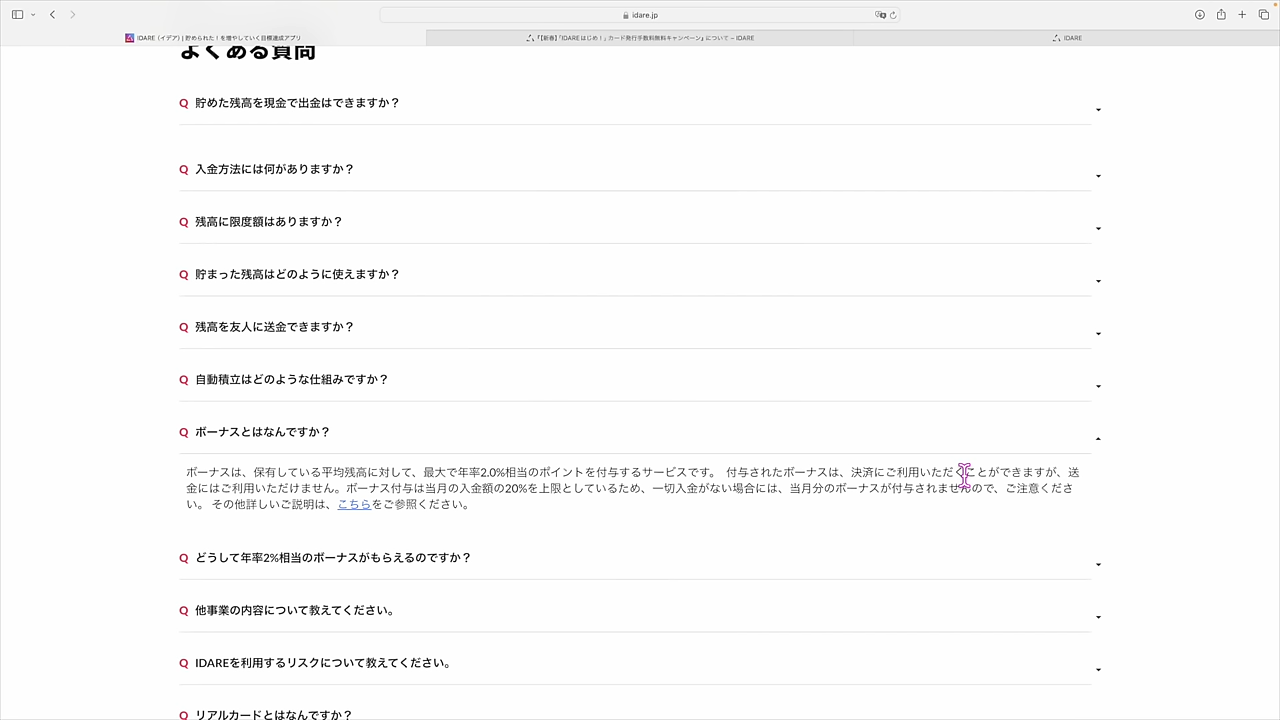 idare.jp
IDARE (イデア) | 貯められた！を増やしていく目標達成アプリ
『【新春】「IDARE はじめ！」カード発行手数料無料キャンペーン』について – IDARE
IDARE
よくある質問
Q 貯めた残高を現金で出金はできますか？
Q 入金方法には何がありますか？
Q 残高に限度額はありますか？
Q 貯まった残高はどのように使えますか？
Q 残高を友人に送金できますか？
Q 自動積立はどのような仕組みですか？
Q ボーナスとはなんですか？
ボーナスは、保有している平均残高に対して、最大で年率2.0%相当のポイントを付与するサービスです。 付与されたボーナスは、決済にご利用いただくことができますが、送
金にはご利用いただけません。ボーナス付与は当月の入金額の20%を上限としているため、一切入金がない場合には、当月分のボーナスが付与されませんので、ご注意くださ
い。 その他詳しいご説明は、こちらをご参照ください。
Q どうして年率2%相当のボーナスがもらえるのですか？
Q 他事業の内容について教えてください。
Q IDAREを利用するリスクについて教えてください。
Q リアルカードとはなんですか？